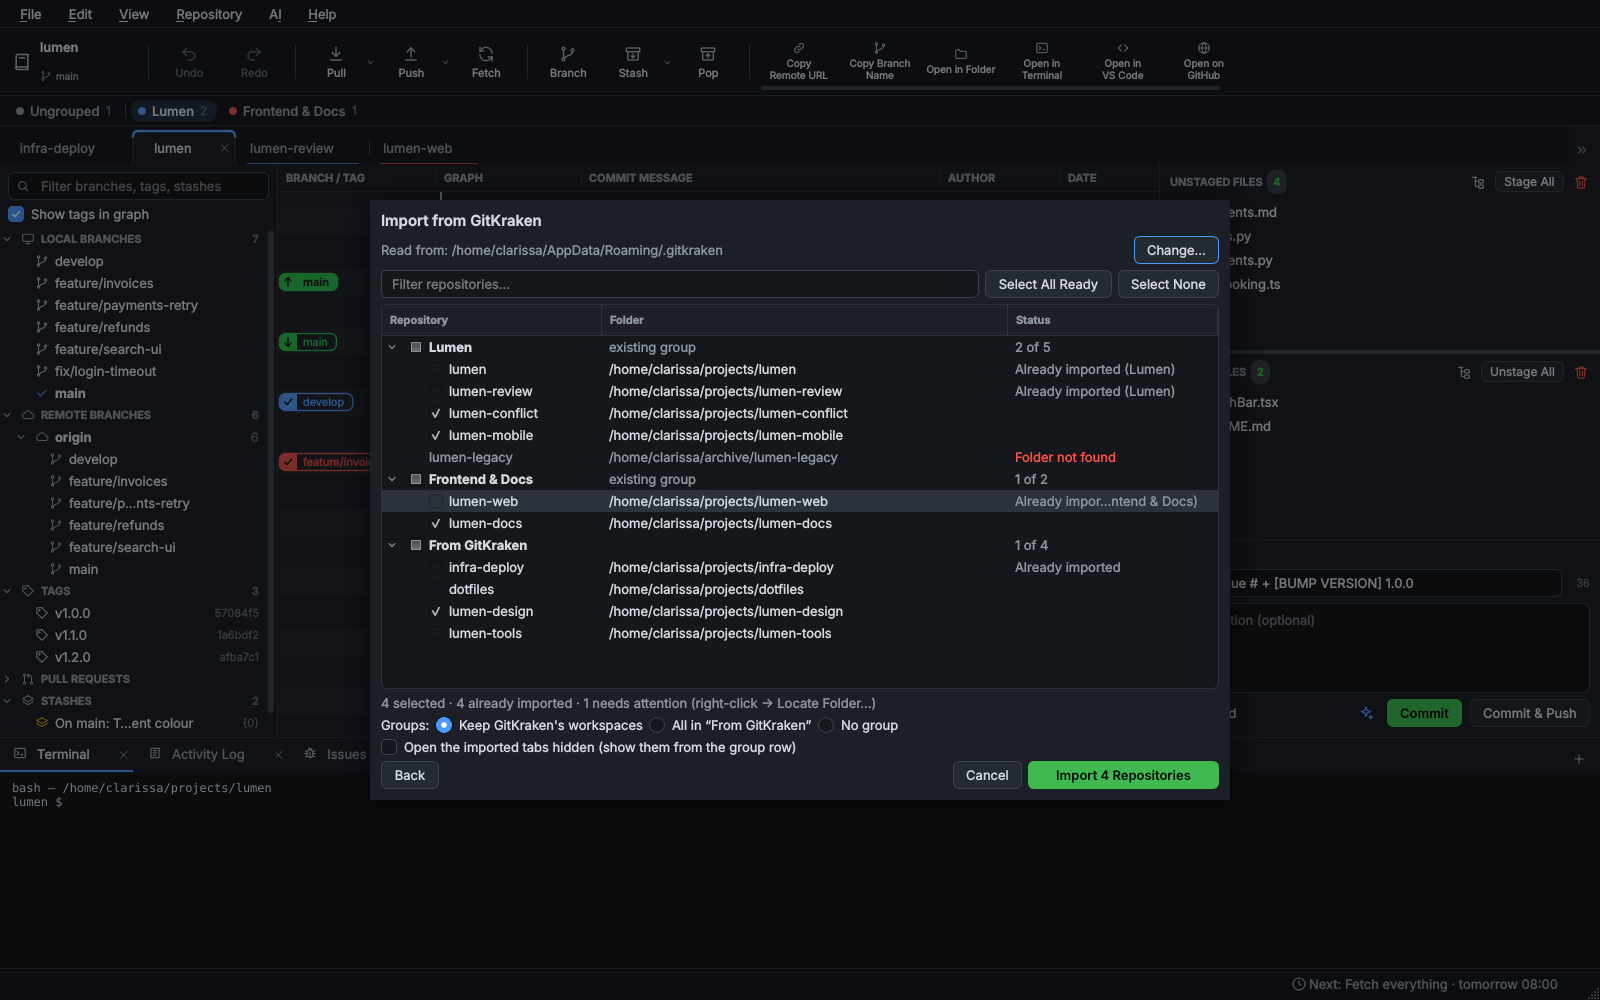 File Edit View Repository AI Help
lumen
main
Undo Redo Pull Push Fetch Branch Stash Pop
Copy Remote URL
Copy Branch Name
Open in Folder
Open in Terminal
Open in VS Code
Open on GitHub
Ungrouped 1 Lumen 2 Frontend & Docs 1
infra-deploy lumen lumen-review lumen-web
Filter branches, tags, stashes
Show tags in graph
LOCAL BRANCHES 7
develop
feature/invoices
feature/payments-retry
feature/refunds
feature/search-ui
fix/login-timeout
main
REMOTE BRANCHES 6
origin 6
develop
feature/invoices
feature/p...nts-retry
feature/refunds
feature/search-ui
main
TAGS 3
v1.0.0 57084f5
v1.1.0 1a6bdf2
v1.2.0 afba7c1
PULL REQUESTS
STASHES 2
On main: T...ent colour {0}
BRANCH / TAG GRAPH COMMIT MESSAGE AUTHOR DATE
main
main
develop
feature/invoi
Import from GitKraken
Read from: /home/clarissa/AppData/Roaming/.gitkraken Change...
Filter repositories... Select All Ready Select None
Repository Folder Status
Lumen existing group 2 of 5
lumen /home/clarissa/projects/lumen Already imported (Lumen)
lumen-review /home/clarissa/projects/lumen-review Already imported (Lumen)
lumen-conflict /home/clarissa/projects/lumen-conflict
lumen-mobile /home/clarissa/projects/lumen-mobile
lumen-legacy /home/clarissa/archive/lumen-legacy Folder not found
Frontend & Docs existing group 1 of 2
lumen-web /home/clarissa/projects/lumen-web Already impor...ntend & Docs)
lumen-docs /home/clarissa/projects/lumen-docs
From GitKraken 1 of 4
infra-deploy /home/clarissa/projects/infra-deploy Already imported
dotfiles /home/clarissa/projects/dotfiles
lumen-design /home/clarissa/projects/lumen-design
lumen-tools /home/clarissa/projects/lumen-tools
4 selected · 4 already imported · 1 needs attention (right-click → Locate Folder...)
Groups: Keep GitKraken's workspaces All in “From GitKraken” No group
Open the imported tabs hidden (show them from the group row)
Back Cancel Import 4 Repositories
UNSTAGED FILES 4 Stage All
ents.md
s.py
ents.py
ooking.ts
ES 2 Unstage All
hBar.tsx
ME.md
ue # + [BUMP VERSION] 1.0.0 36
tion (optional)
d Commit Commit & Push
Terminal Activity Log Issues
bash — /home/clarissa/projects/lumen
lumen $
Next: Fetch everything · tomorrow 08:00